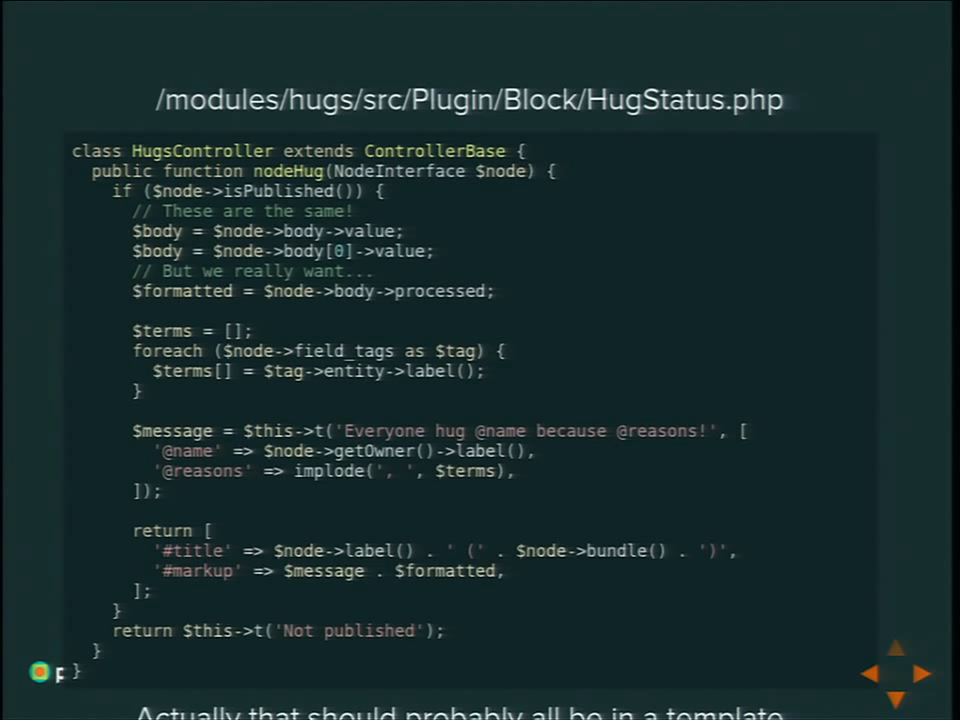 /modules/hugs/src/Plugin/Block/HugStatus.php
class HugsController extends ControllerBase {
public function nodeHug(NodeInterface $node) {
if ($node->isPublished()) {
// These are the same!
$body = $node->body->value;
$body = $node->body[0]->value;
// But we really want...
$formatted = $node->body->processed;
$terms = [];
foreach ($node->field_tags as $tag) {
$terms[] = $tag->entity->label();
}
$message = $this->t('Everyone hug @name because @reasons!', [
'@name' => $node->getOwner()->label(),
'@reasons' => implode(', ', $terms),
]);
return [
'#title' => $node->label() . ' (' . $node->bundle() . ')',
'#markup' => $message . $formatted,
];
}
return $this->t('Not published');
}
}
Actually that should probably all be in a template